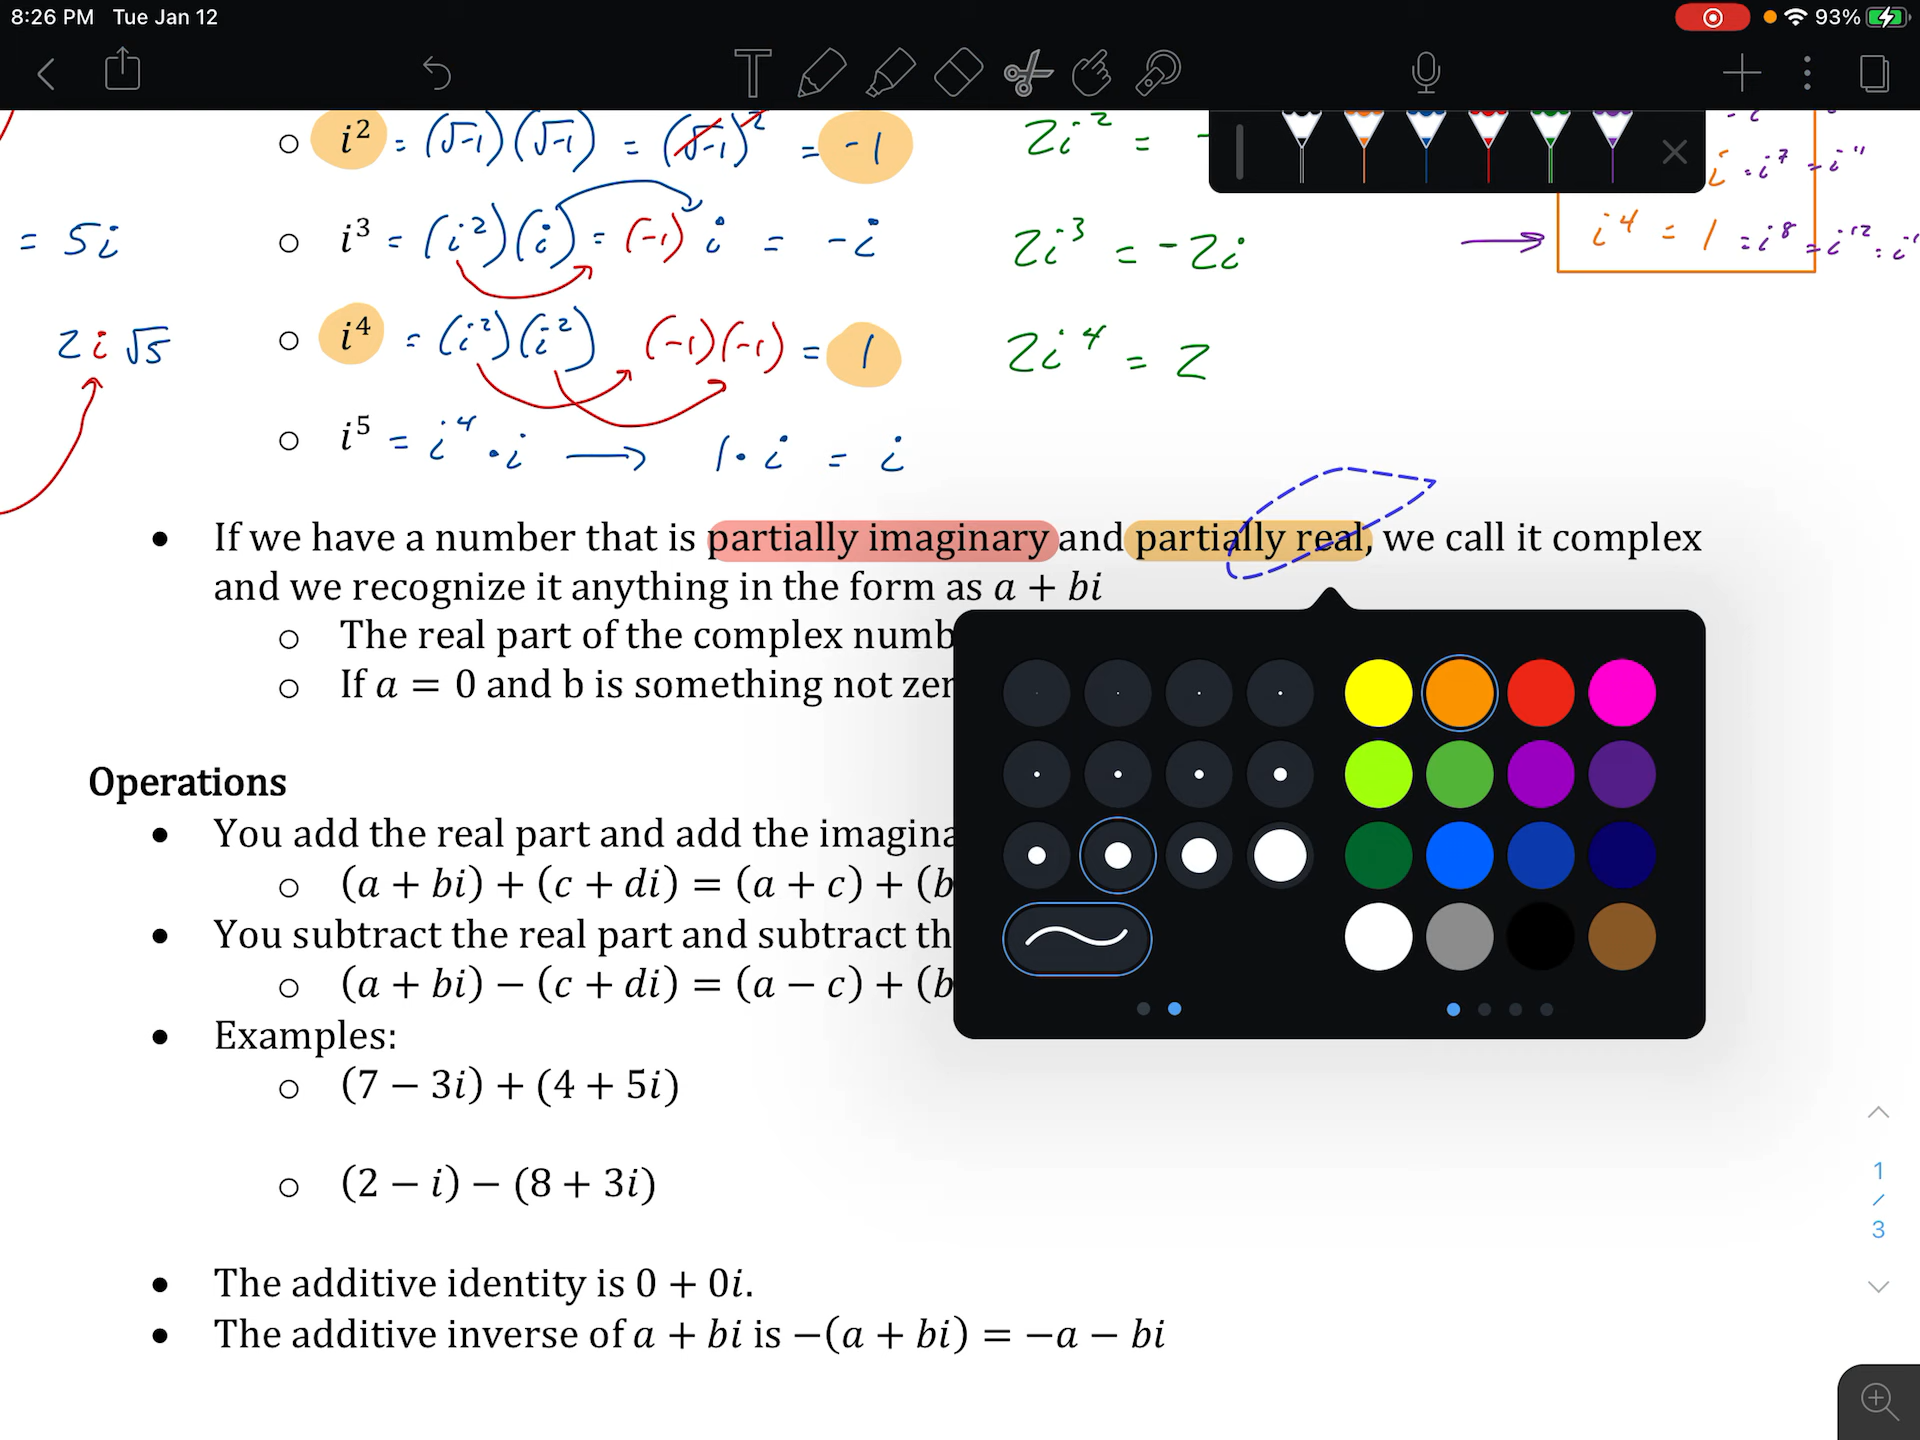 8:26 PM Tue Jan 12 93%
T
i² = (√-1)(√-1) = (√-1)² = -1 2i² = -
i = i⁷ = i¹¹
= 5i i³ = (i²)(i) = (-1) i = -i 2i³ = -2i i⁴ = 1 = i⁸ = i¹² =
2i√5 i⁴ = (i²)(i²) (-1)(-1) = 1 2i⁴ = 2
i⁵ = i⁴ · i → 1 · i = i
• If we have a number that is partially imaginary and partially real, we call it complex
and we recognize it anything in the form as a + bi
○ The real part of the complex numb
○ If a = 0 and b is something not zer
Operations
• You add the real part and add the imagina
○ (a + bi) + (c + di) = (a + c) + (b
• You subtract the real part and subtract th
○ (a + bi) − (c + di) = (a − c) + (b
• Examples:
○ (7 − 3i) + (4 + 5i)
1
/
○ (2 − i) − (8 + 3i)
3
• The additive identity is 0 + 0i.
• The additive inverse of a + bi is −(a + bi) = −a − bi